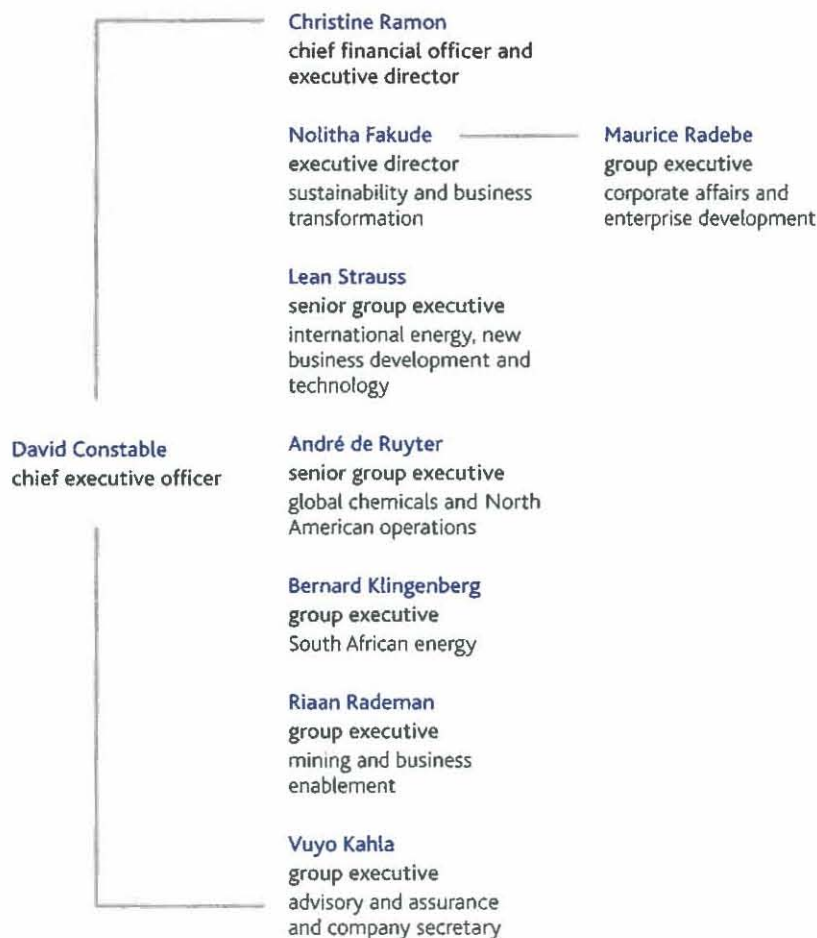 Christine Ramon
chief financial officer and
executive director
Nolitha Fakude
executive director
sustainability and business
transformation
Maurice Radebe
group executive
corporate affairs and
enterprise development
Lean Strauss
senior group executive
international energy, new
business development and
technology
David Constable
chief executive officer
André de Ruyter
senior group executive
global chemicals and North
American operations
Bernard Klingenberg
group executive
South African energy
Riaan Rademan
group executive
mining and business
enablement
Vuyo Kahla
group executive
advisory and assurance
and company secretary